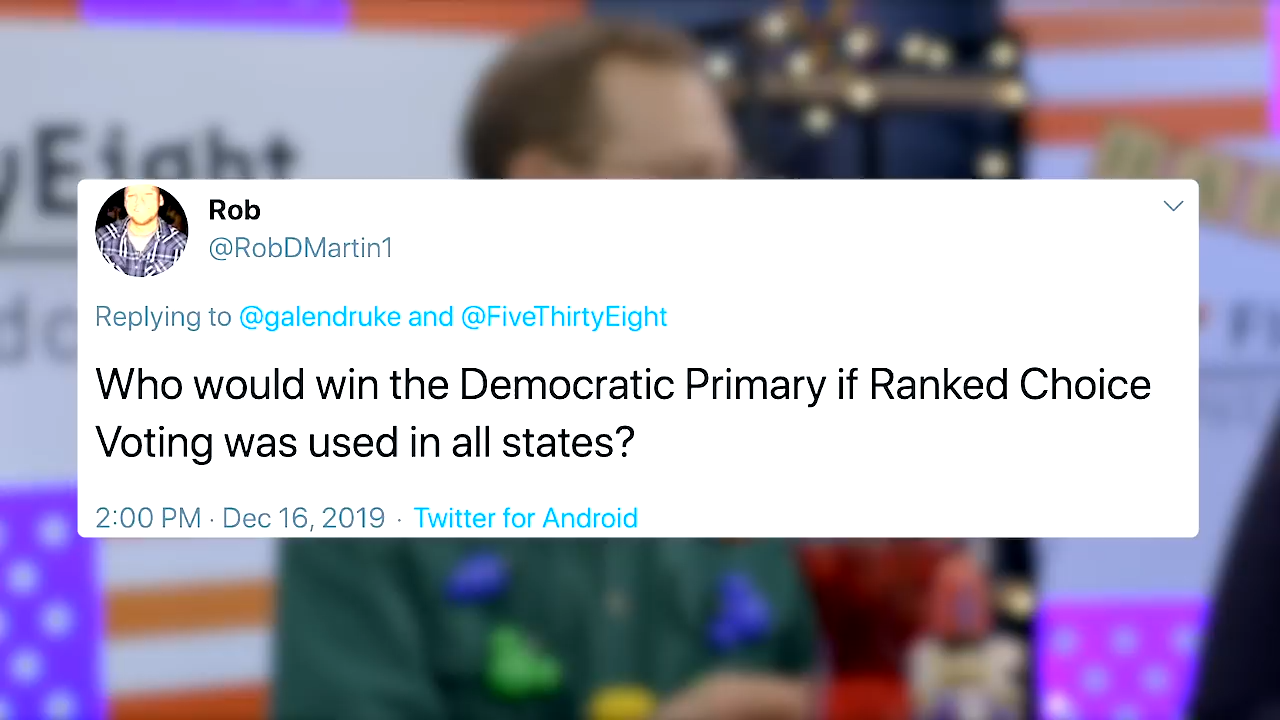 yEight
Rob
@RobDMartin1
Replying to @galendruke and @FiveThirtyEight
Who would win the Democratic Primary if Ranked Choice
Voting was used in all states?
2:00 PM · Dec 16, 2019 · Twitter for Android